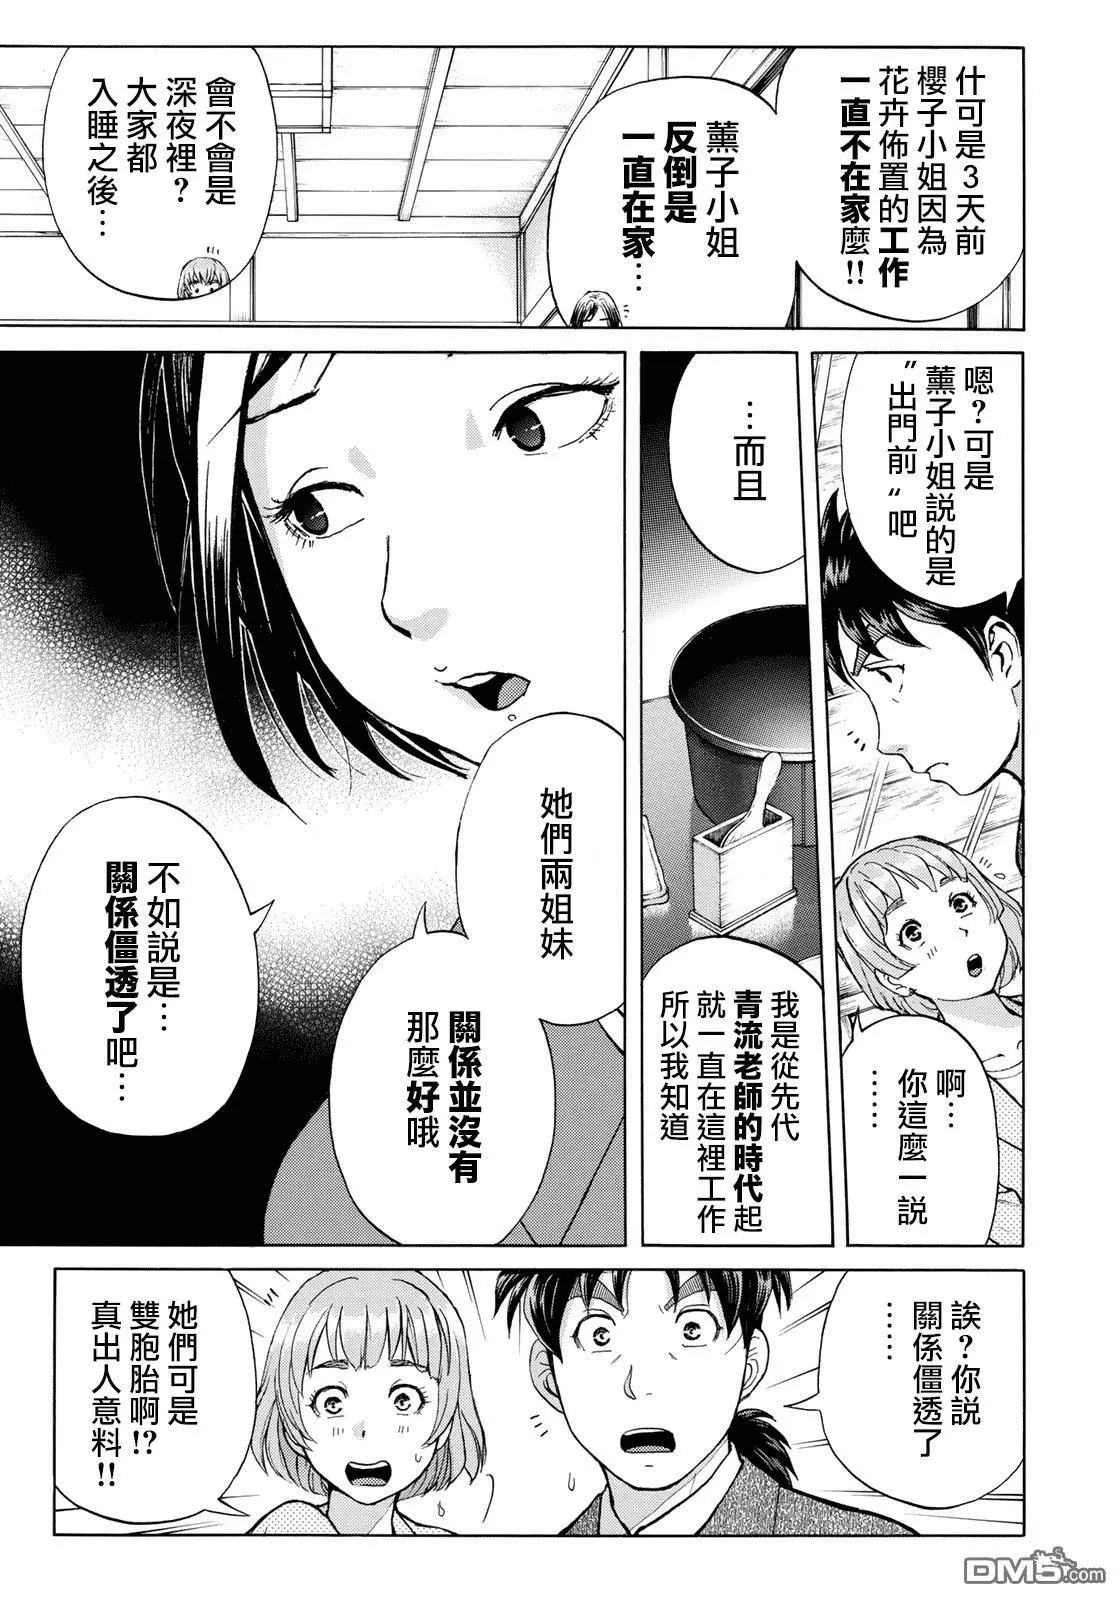 什可是3天前
櫻子小姐因為
花卉佈置的工作
一直不在家麼!!
薰子小姐
反倒是
一直在家…
會不會是
深夜裡?
大家都
入睡之後…
嗯?可是
薰子小姐説的是
"出門前"吧
啊…
你這麼一説
……
…而且
我是從先代
青流老師的時代起
就一直在這裡工作
所以我知道
她們兩姐妹
關係並沒有
那麼好哦
不如説是…
關係僵透了吧…
誒?你説
關係僵透了
……
她們可是
雙胞胎啊!?
真出人意料!!
DM5.com